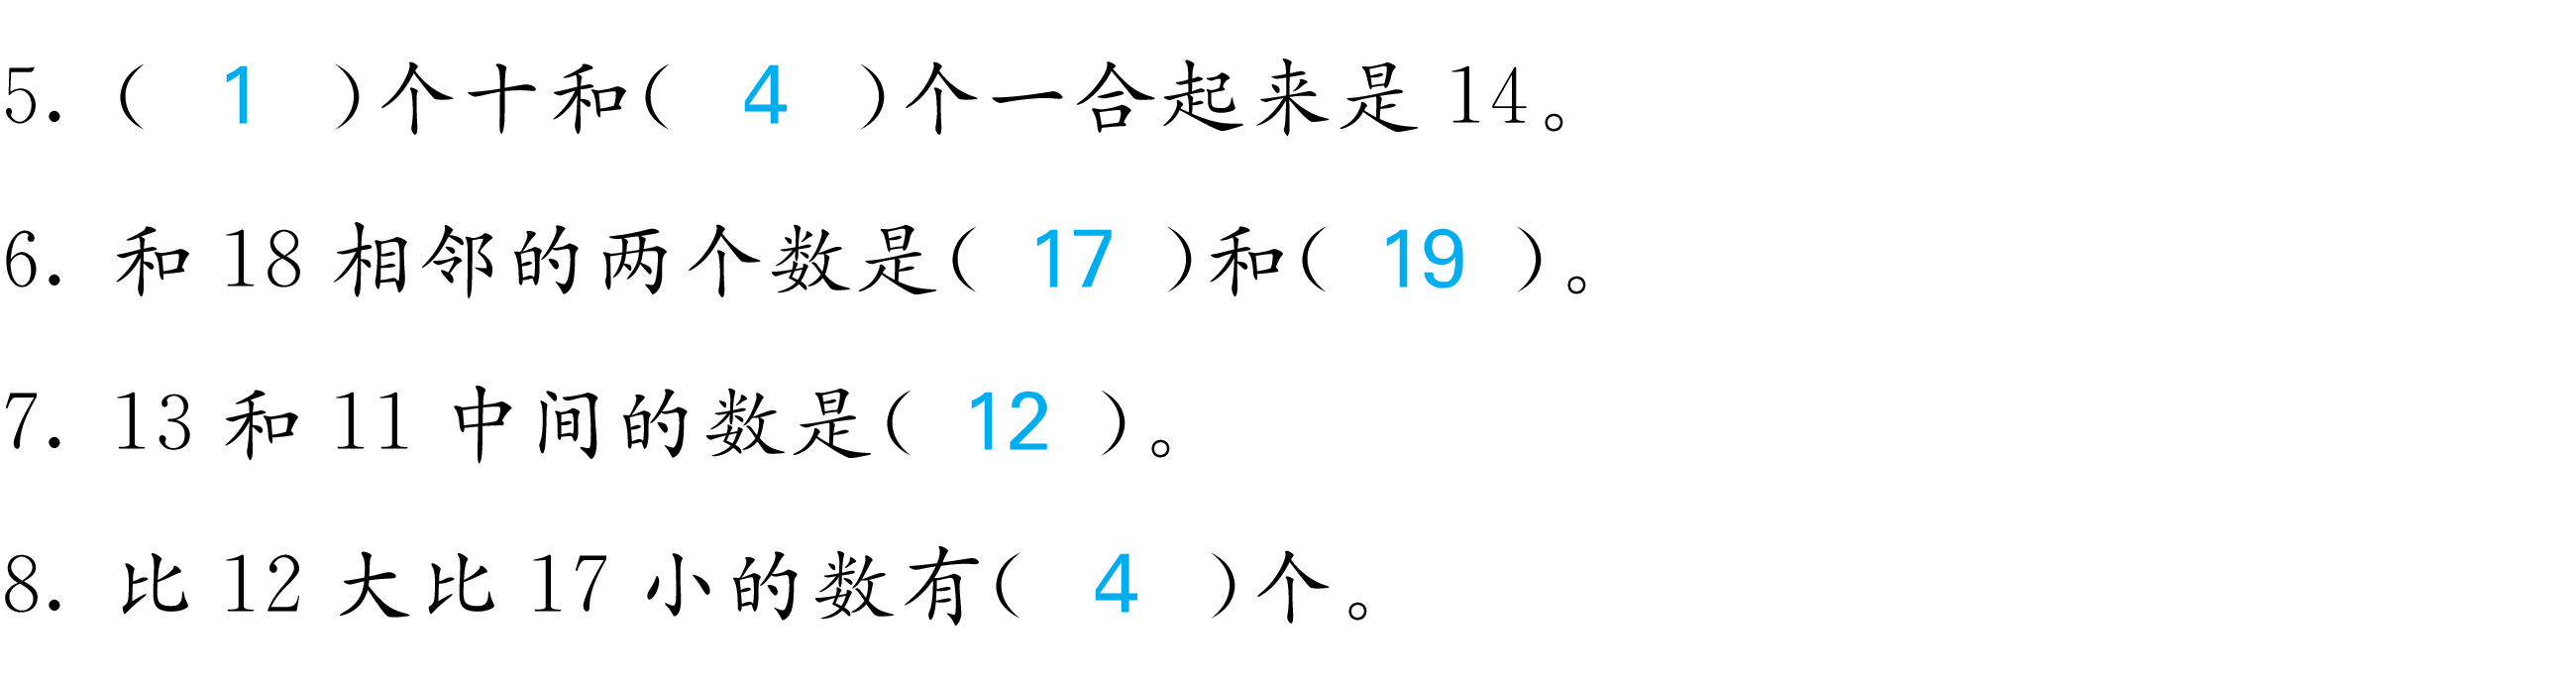 5. ( 1 )个十和( 4 )个一合起来是 14。
6. 和 18 相邻的两个数是( 17 )和( 19 )。
7. 13 和 11 中间的数是( 12 )。
8. 比 12 大比 17 小的数有( 4 )个。